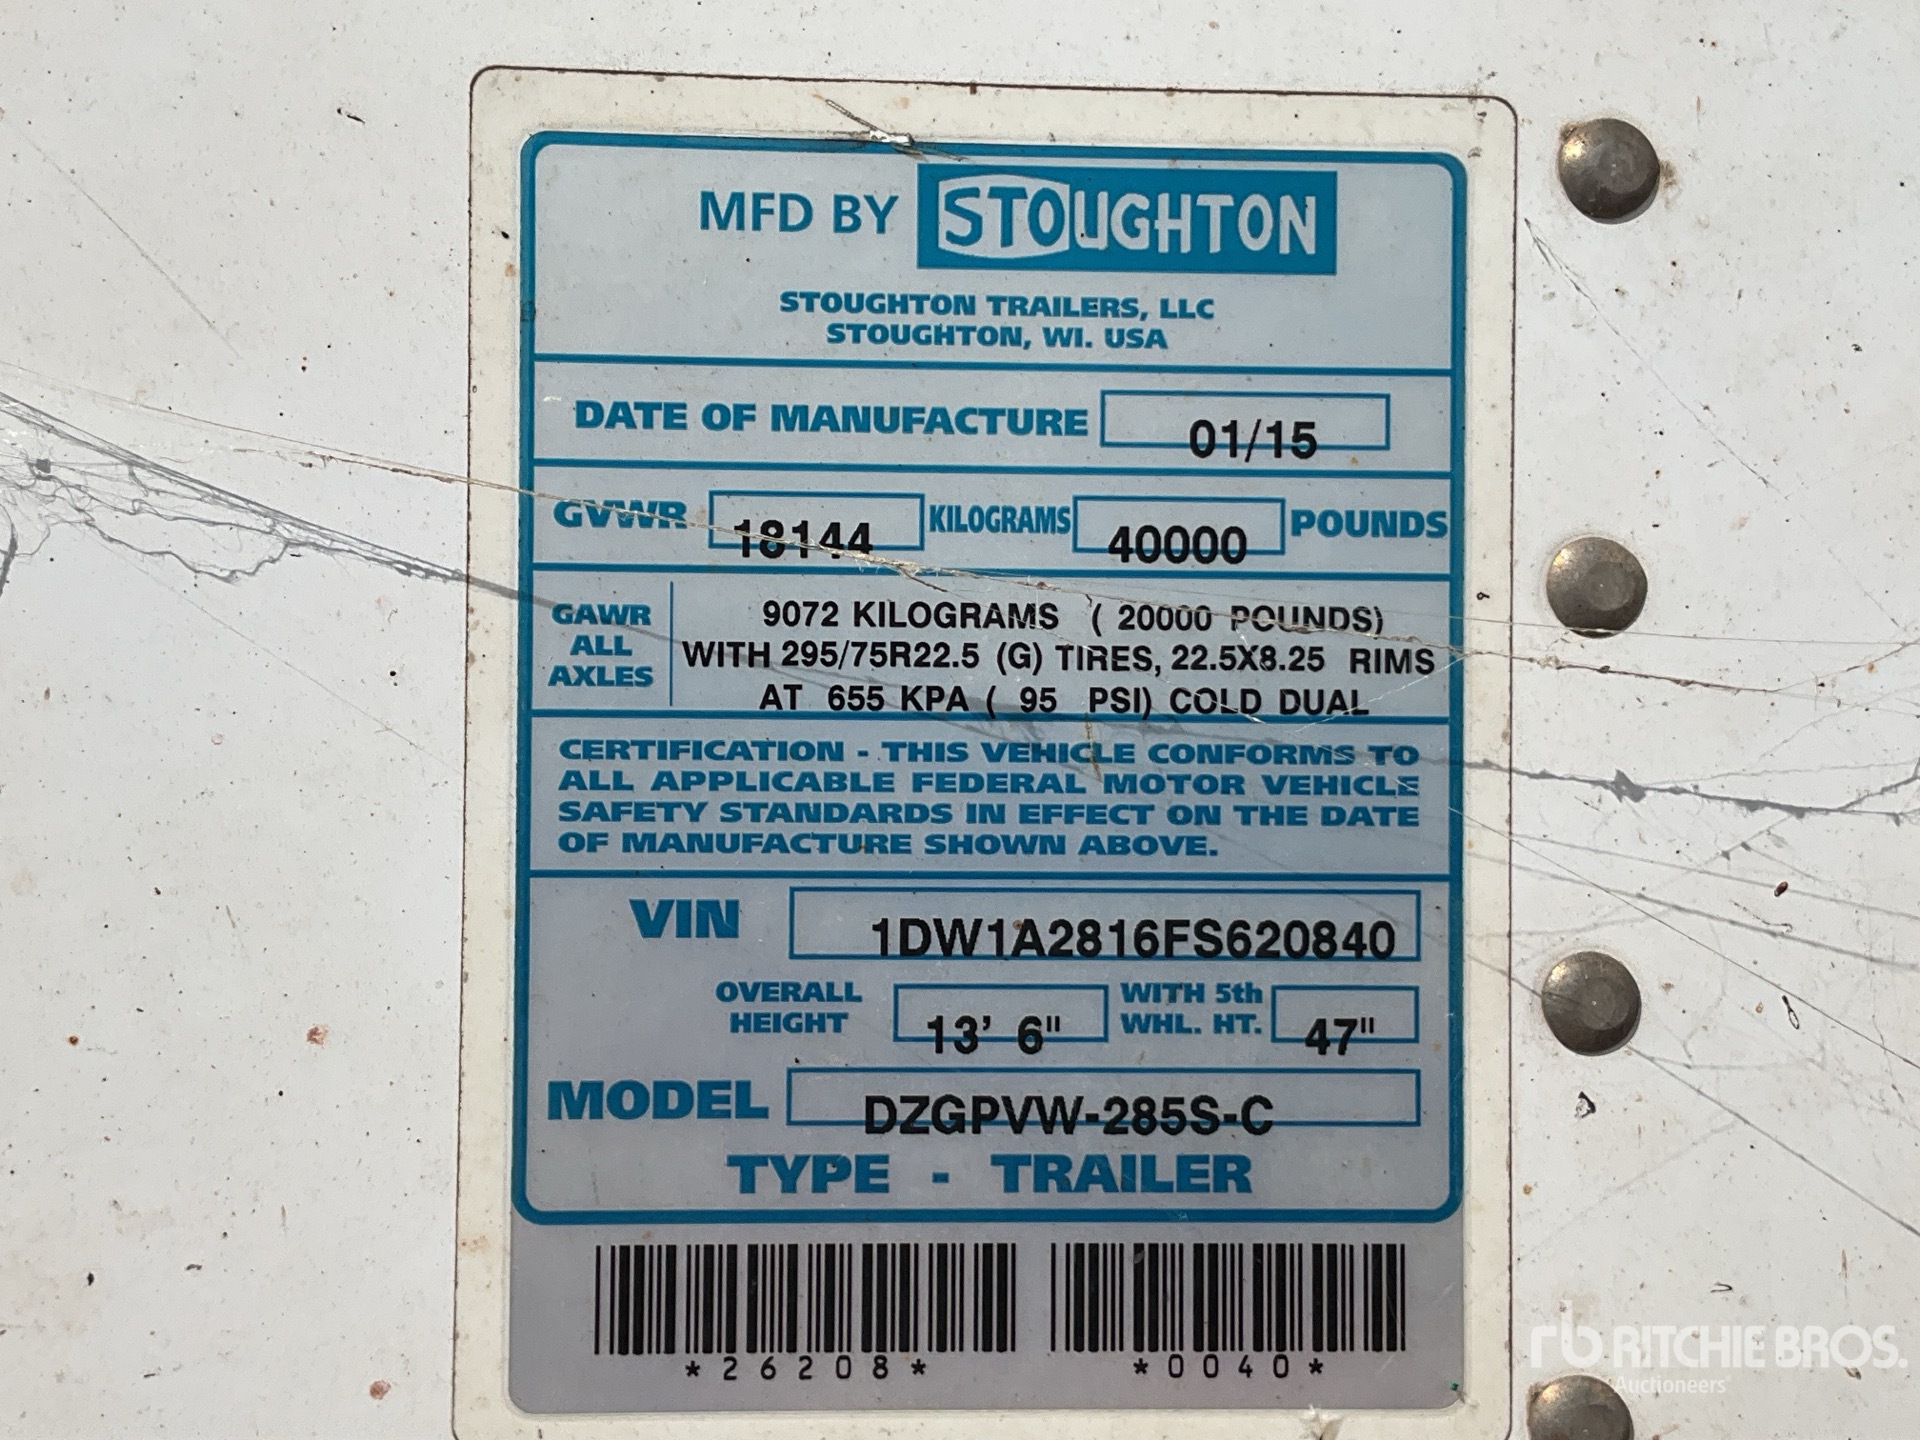 MFD BY STOUGHTON
STOUGHTON TRAILERS, LLC
STOUGHTON, WI. USA
DATE OF MANUFACTURE 01/15
GVWR 18144 KILOGRAMS 40000 POUNDS
GAWR ALL AXLES
9072 KILOGRAMS ( 20000 POUNDS)
WITH 295/75R22.5 (G) TIRES, 22.5X8.25 RIMS
AT 655 KPA ( 95 PSI) COLD DUAL
CERTIFICATION - THIS VEHICLE CONFORMS TO
ALL APPLICABLE FEDERAL MOTOR VEHICLE
SAFETY STANDARDS IN EFFECT ON THE DATE
OF MANUFACTURE SHOWN ABOVE.
VIN 1DW1A2816FS620840
OVERALL HEIGHT 13' 6" WITH 5th WHL. HT. 47"
MODEL DZGPVW-285S-C
TYPE - TRAILER
*26208* *0040*
rb RITCHIE BROS.
Auctioneers